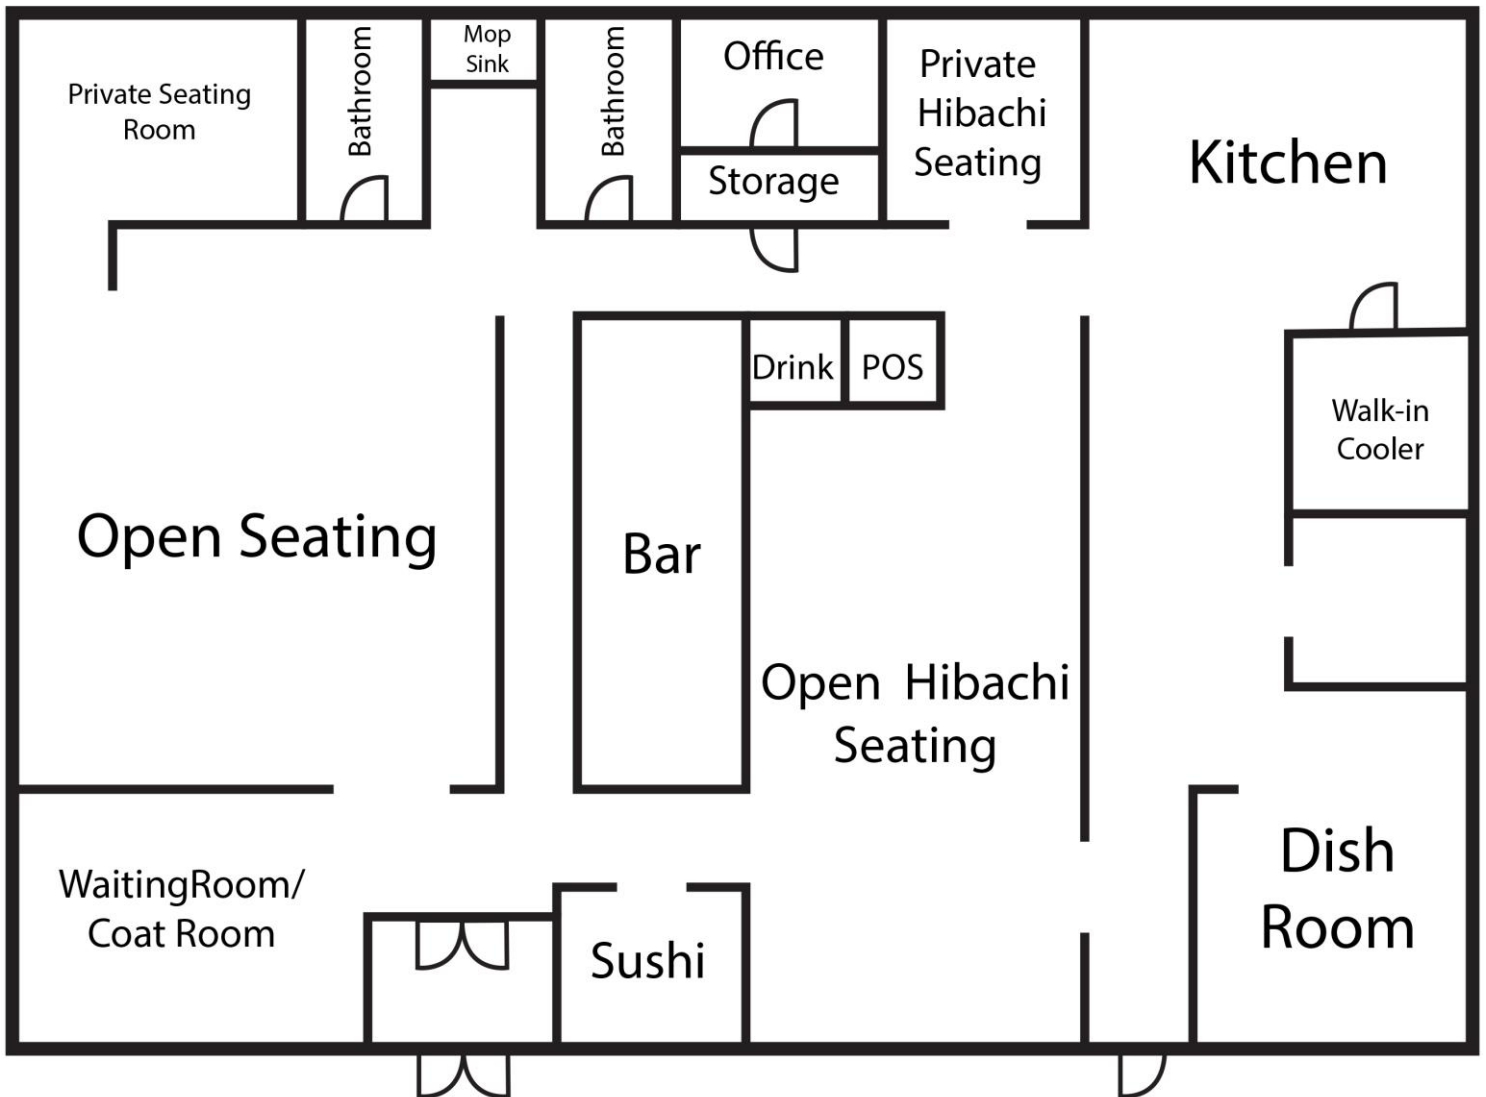 Private Seating
Room
Bathroom
Mop
Sink
Bathroom
Office
Storage
Private
Hibachi
Seating
Kitchen
Drink
POS
Walk-in
Cooler
Open Seating
Bar
Open Hibachi
Seating
WaitingRoom/
Coat Room
Sushi
Dish
Room